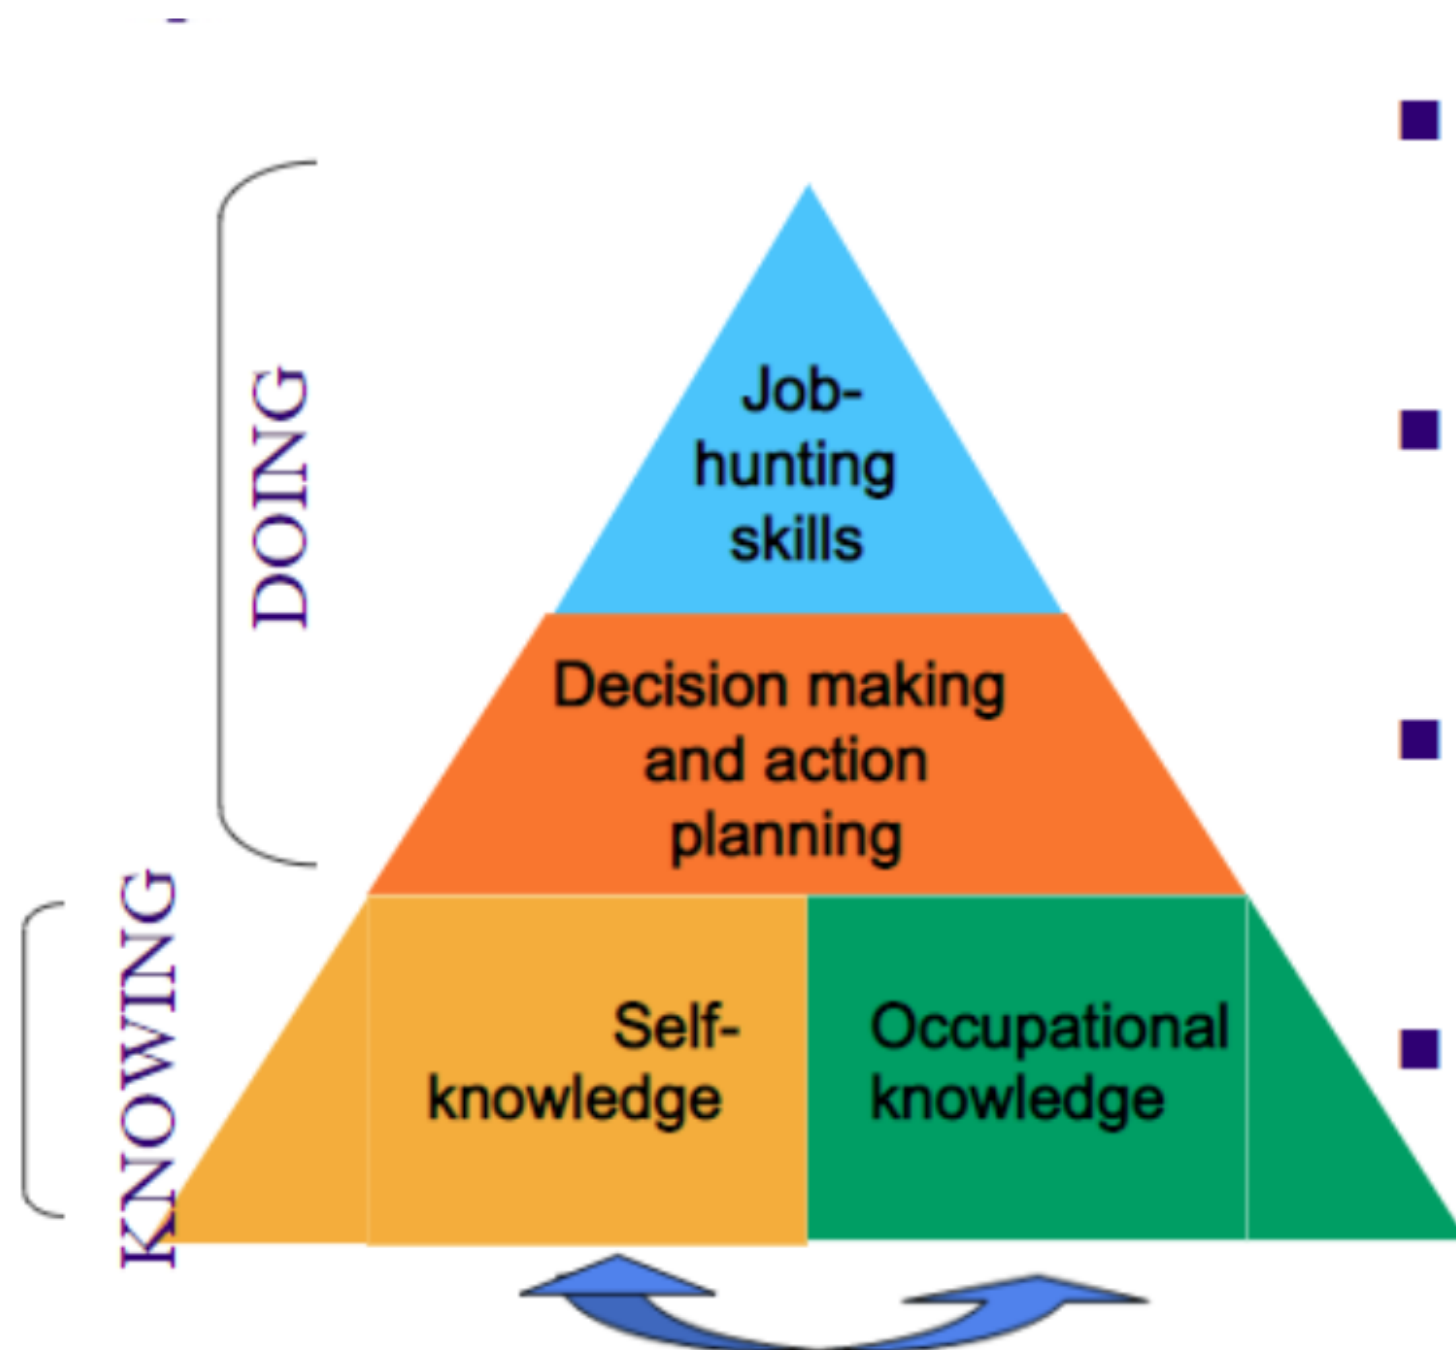 DOING
Job-
hunting
skills
Decision making
and action
planning
KNOWING
Self-
knowledge
Occupational
knowledge